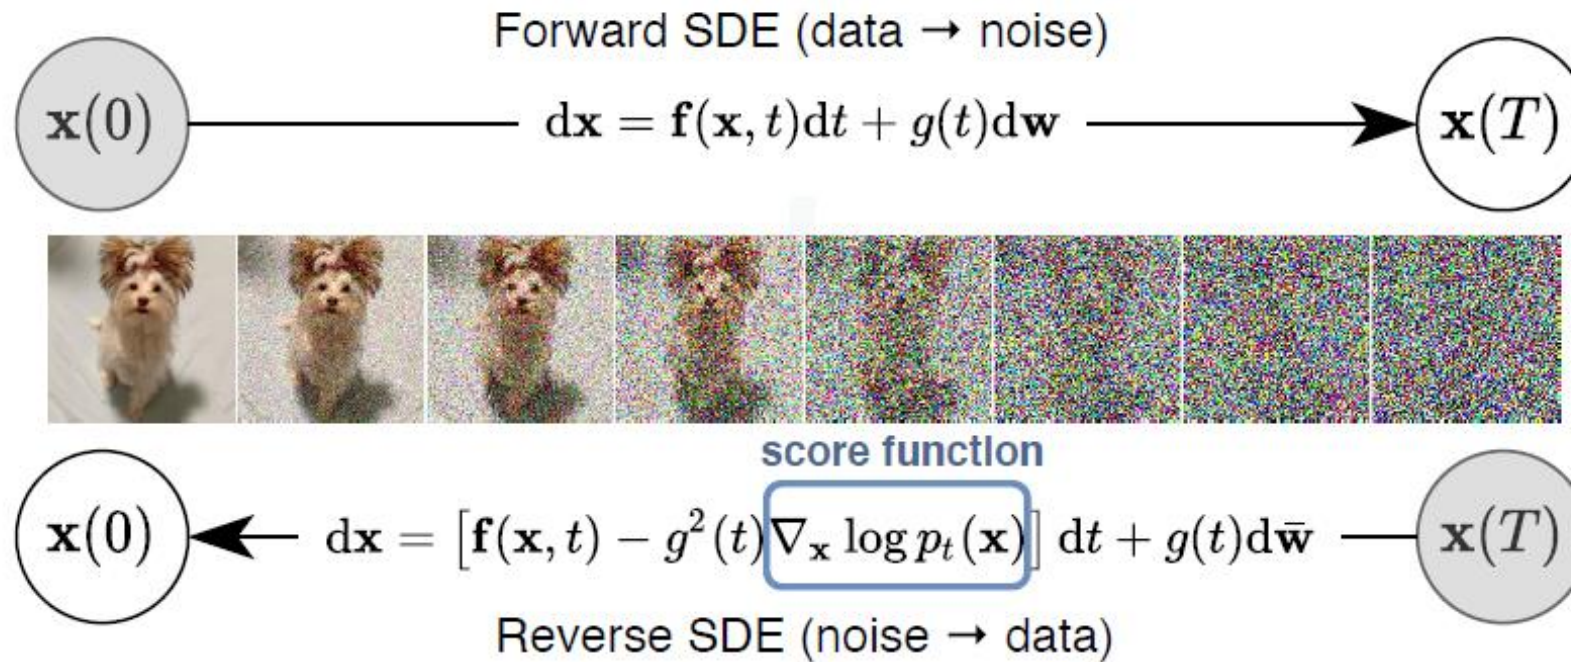 Forward SDE (data → noise)
x(0) dx = f(x, t)dt + g(t)dw x(T)
score function
x(0) dx = [f(x, t) − g²(t)∇ₓ log pₜ(x)] dt + g(t)dw̄ x(T)
Reverse SDE (noise → data)